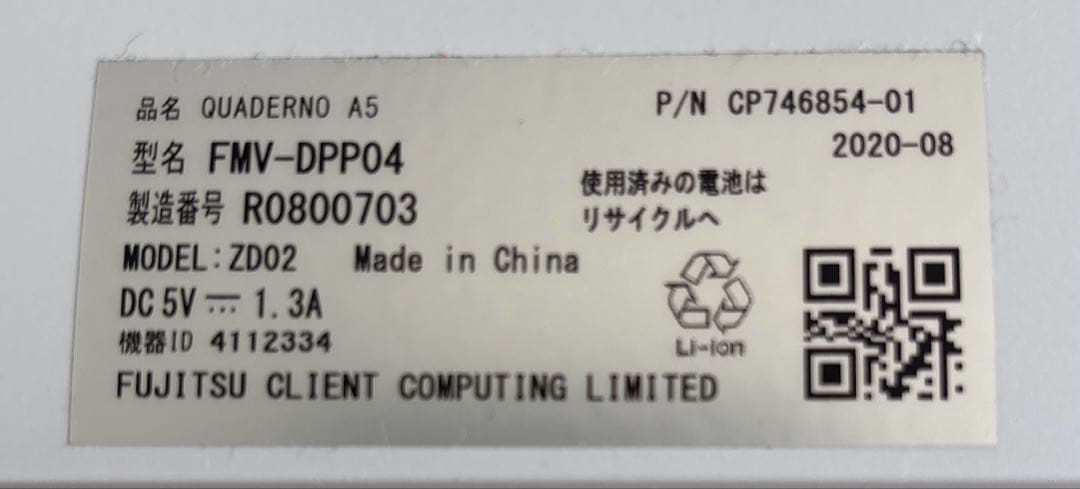 品名 QUADERNO A5
P/N CP746854-01
2020-08
型名 FMV-DPP04
製造番号 R0800703
使用済みの電池は
リサイクルへ
MODEL:ZD02 Made in China
DC 5V ⎓ 1.3A
機器ID 4112334
Li-ion
FUJITSU CLIENT COMPUTING LIMITED